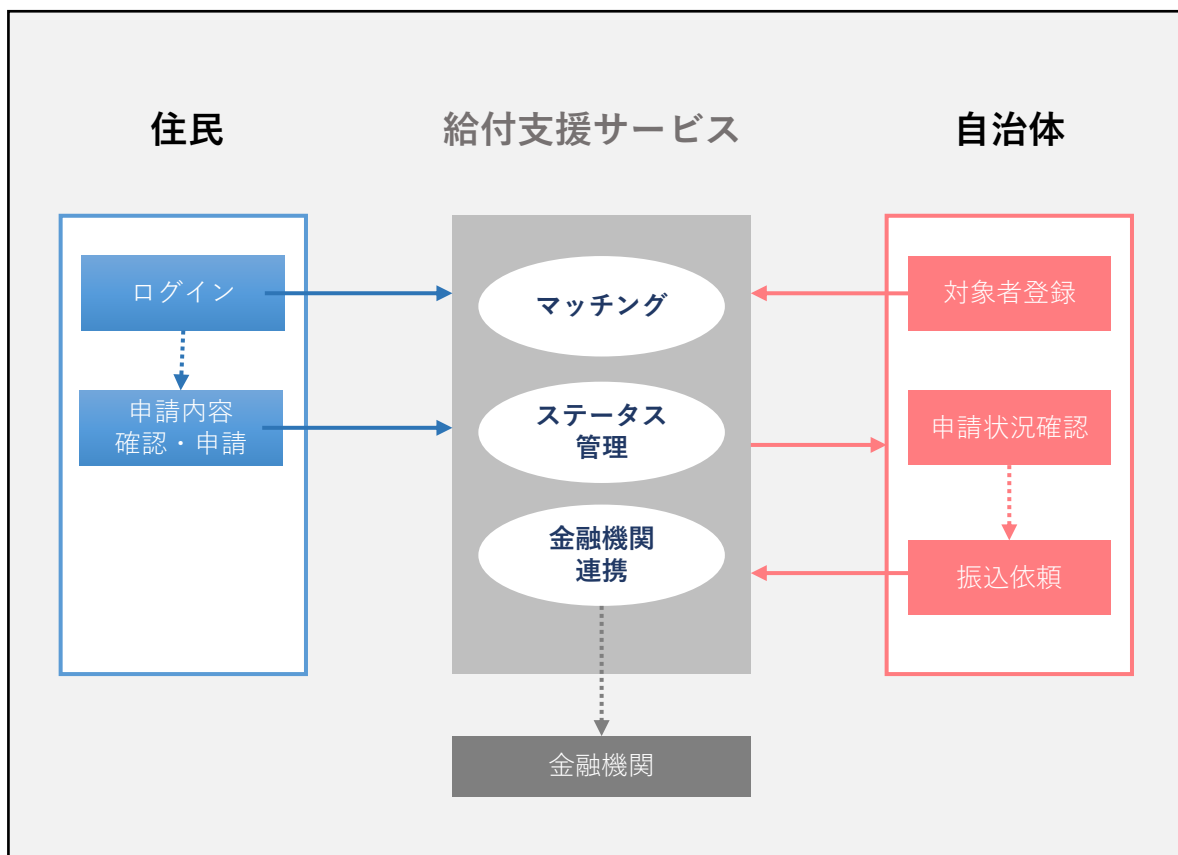 住民
給付支援サービス
自治体
ログイン
マッチング
対象者登録
申請内容
確認・申請
ステータス
管理
申請状況確認
金融機関
連携
振込依頼
金融機関